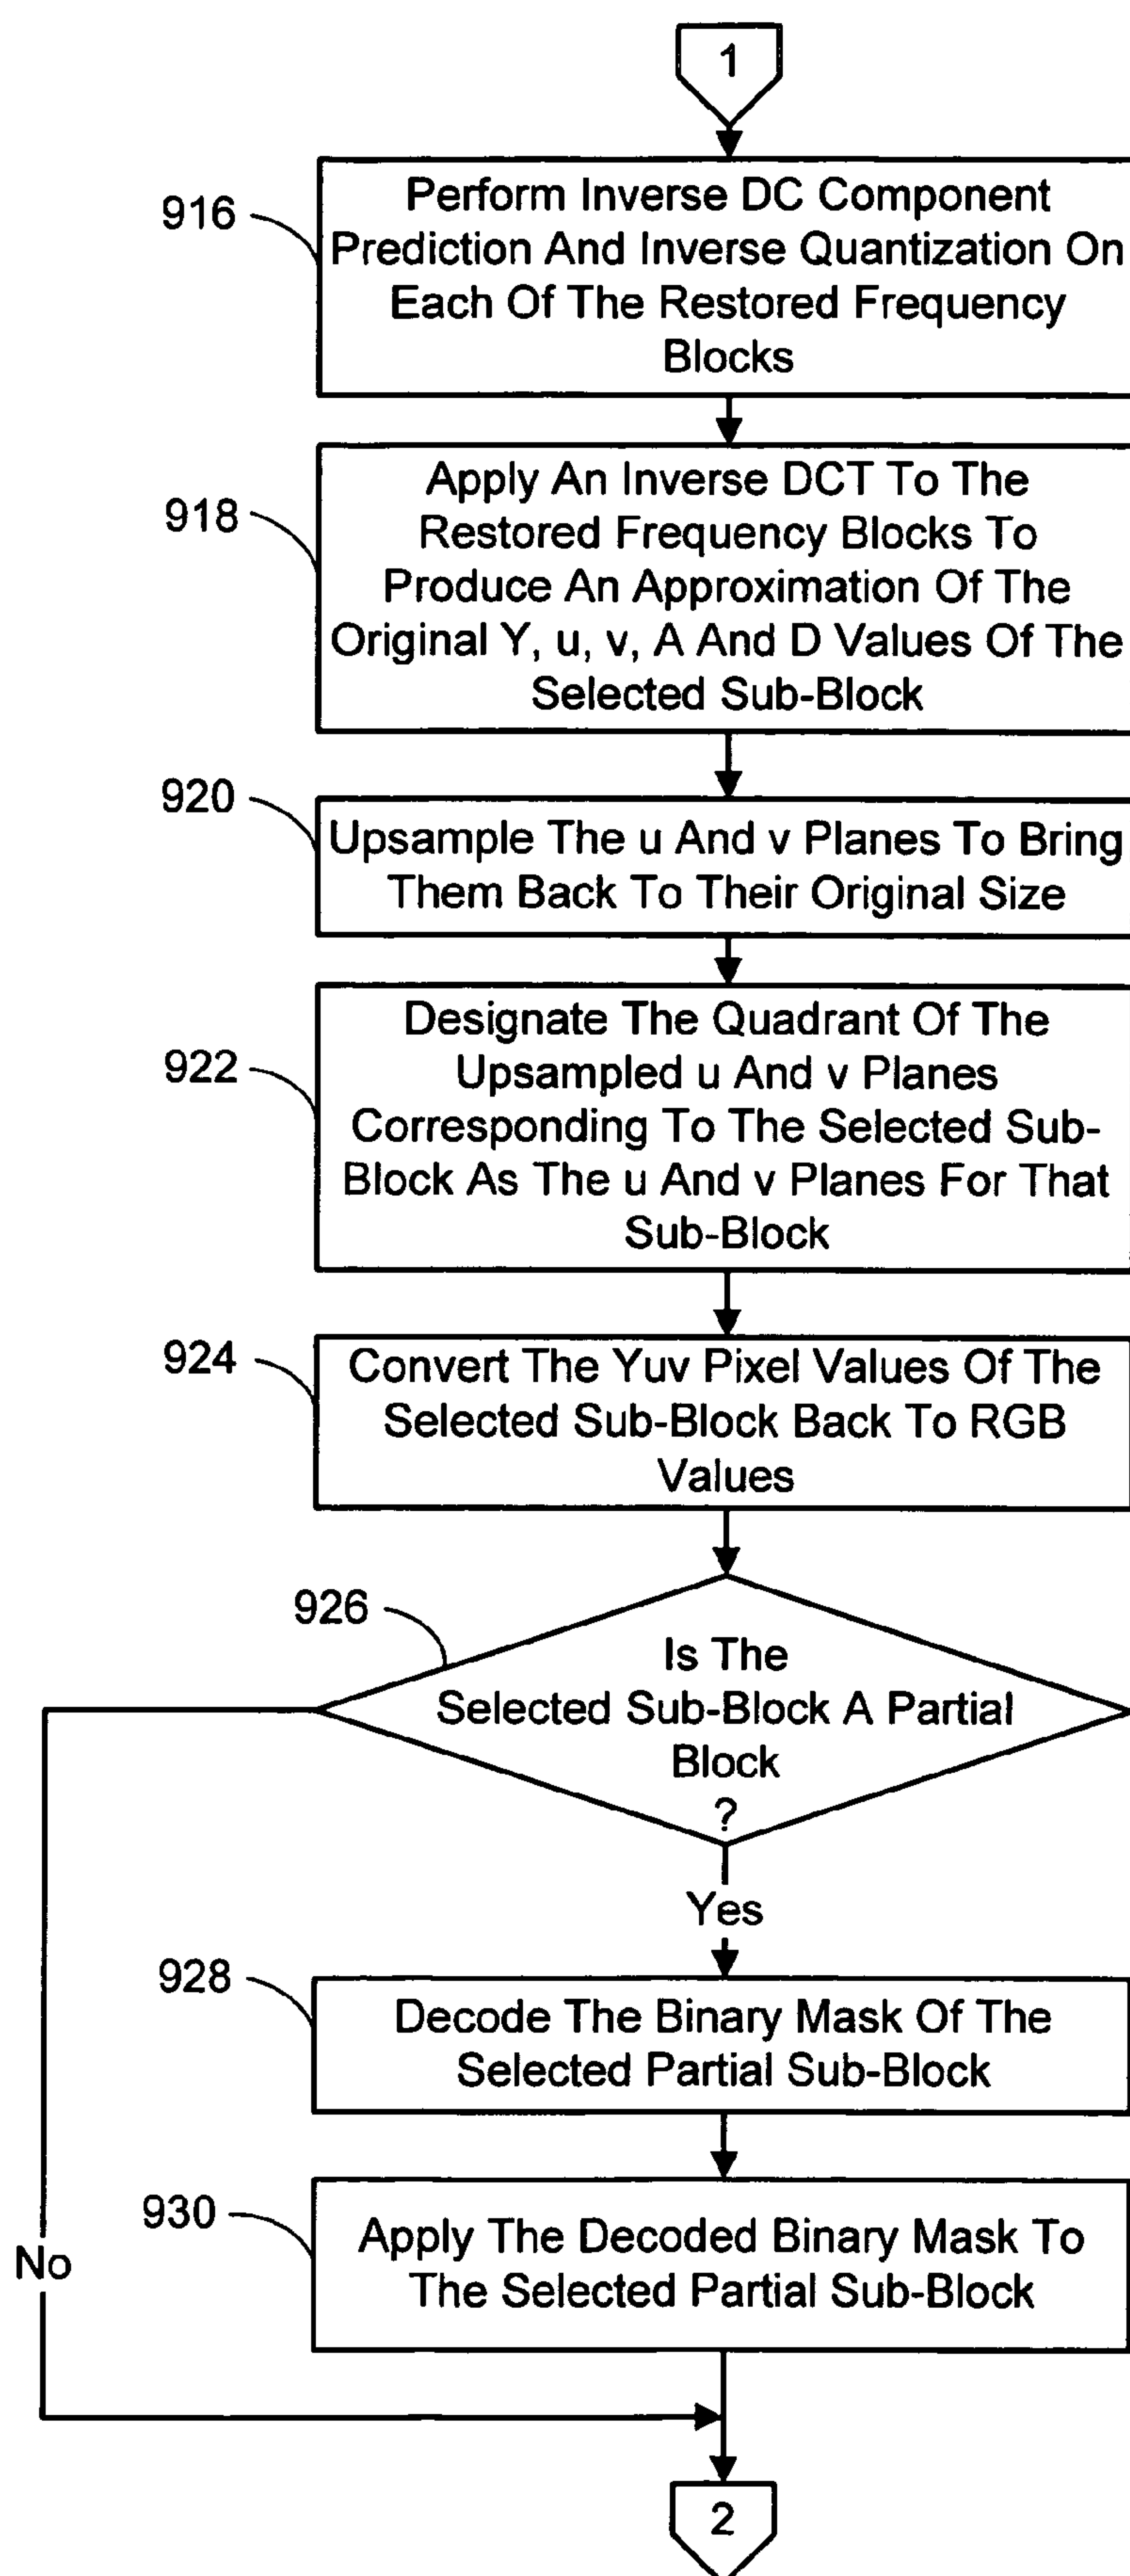 1
916
Perform Inverse DC Component
Prediction And Inverse Quantization On
Each Of The Restored Frequency
Blocks
918
Apply An Inverse DCT To The
Restored Frequency Blocks To
Produce An Approximation Of The
Original Y, u, v, A And D Values Of The
Selected Sub-Block
920
Upsample The u And v Planes To Bring
Them Back To Their Original Size
922
Designate The Quadrant Of The
Upsampled u And v Planes
Corresponding To The Selected Sub-
Block As The u And v Planes For That
Sub-Block
924
Convert The Yuv Pixel Values Of The
Selected Sub-Block Back To RGB
Values
926
Is The
Selected Sub-Block A Partial
Block
?
Yes
928
Decode The Binary Mask Of The
Selected Partial Sub-Block
930
Apply The Decoded Binary Mask To
The Selected Partial Sub-Block
No
2